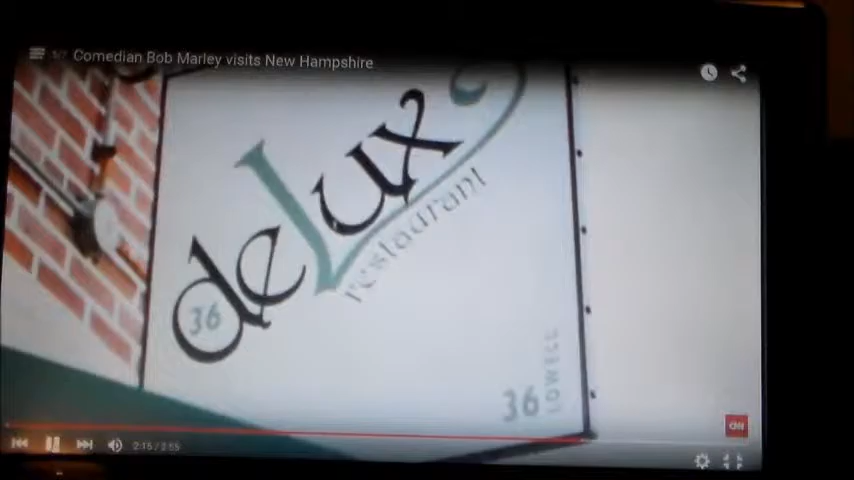 Comedian Bob Marley visits New Hampshire
deLux
restaurant
36
36
LOWELL
CNN
2:15 / 2:55